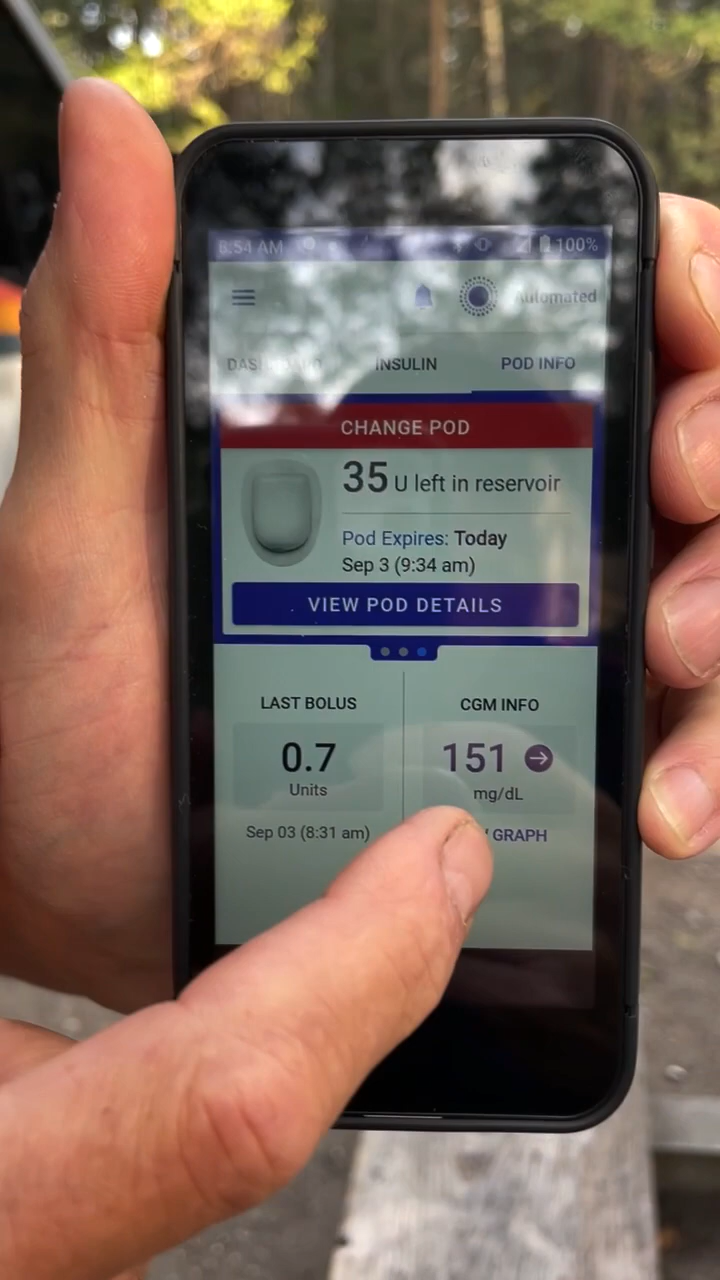 8:54 AM 100%
Automated
DASHBOARD INSULIN POD INFO
CHANGE POD
35 U left in reservoir
Pod Expires: Today
Sep 3 (9:34 am)
VIEW POD DETAILS
LAST BOLUS
0.7
Units
Sep 03 (8:31 am)
CGM INFO
151
mg/dL
GRAPH